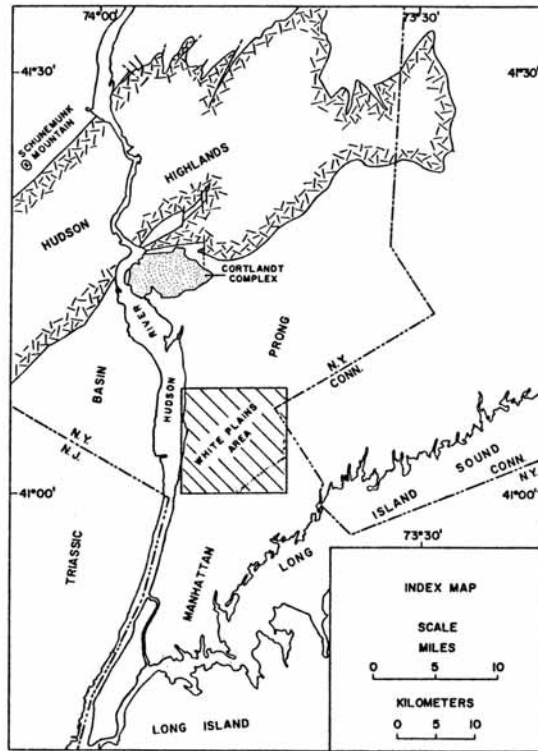 74°00'
73°30'
41°30'
41°30'
SCHUNEMUNK
MOUNTAIN
HIGHLANDS
HUDSON
CORTLANDT
COMPLEX
RIVER
HUDSON
PRONG
BASIN
N.Y.
CONN.
N.Y.
N.J.
WHITE PLAINS
AREA
ISLAND SOUND
CONN.
N.Y.
41°00'
41°00'
LONG
73°30'
TRIASSIC
MANHATTAN
INDEX MAP
SCALE
MILES
0 5 10
KILOMETERS
0 5 10
LONG ISLAND